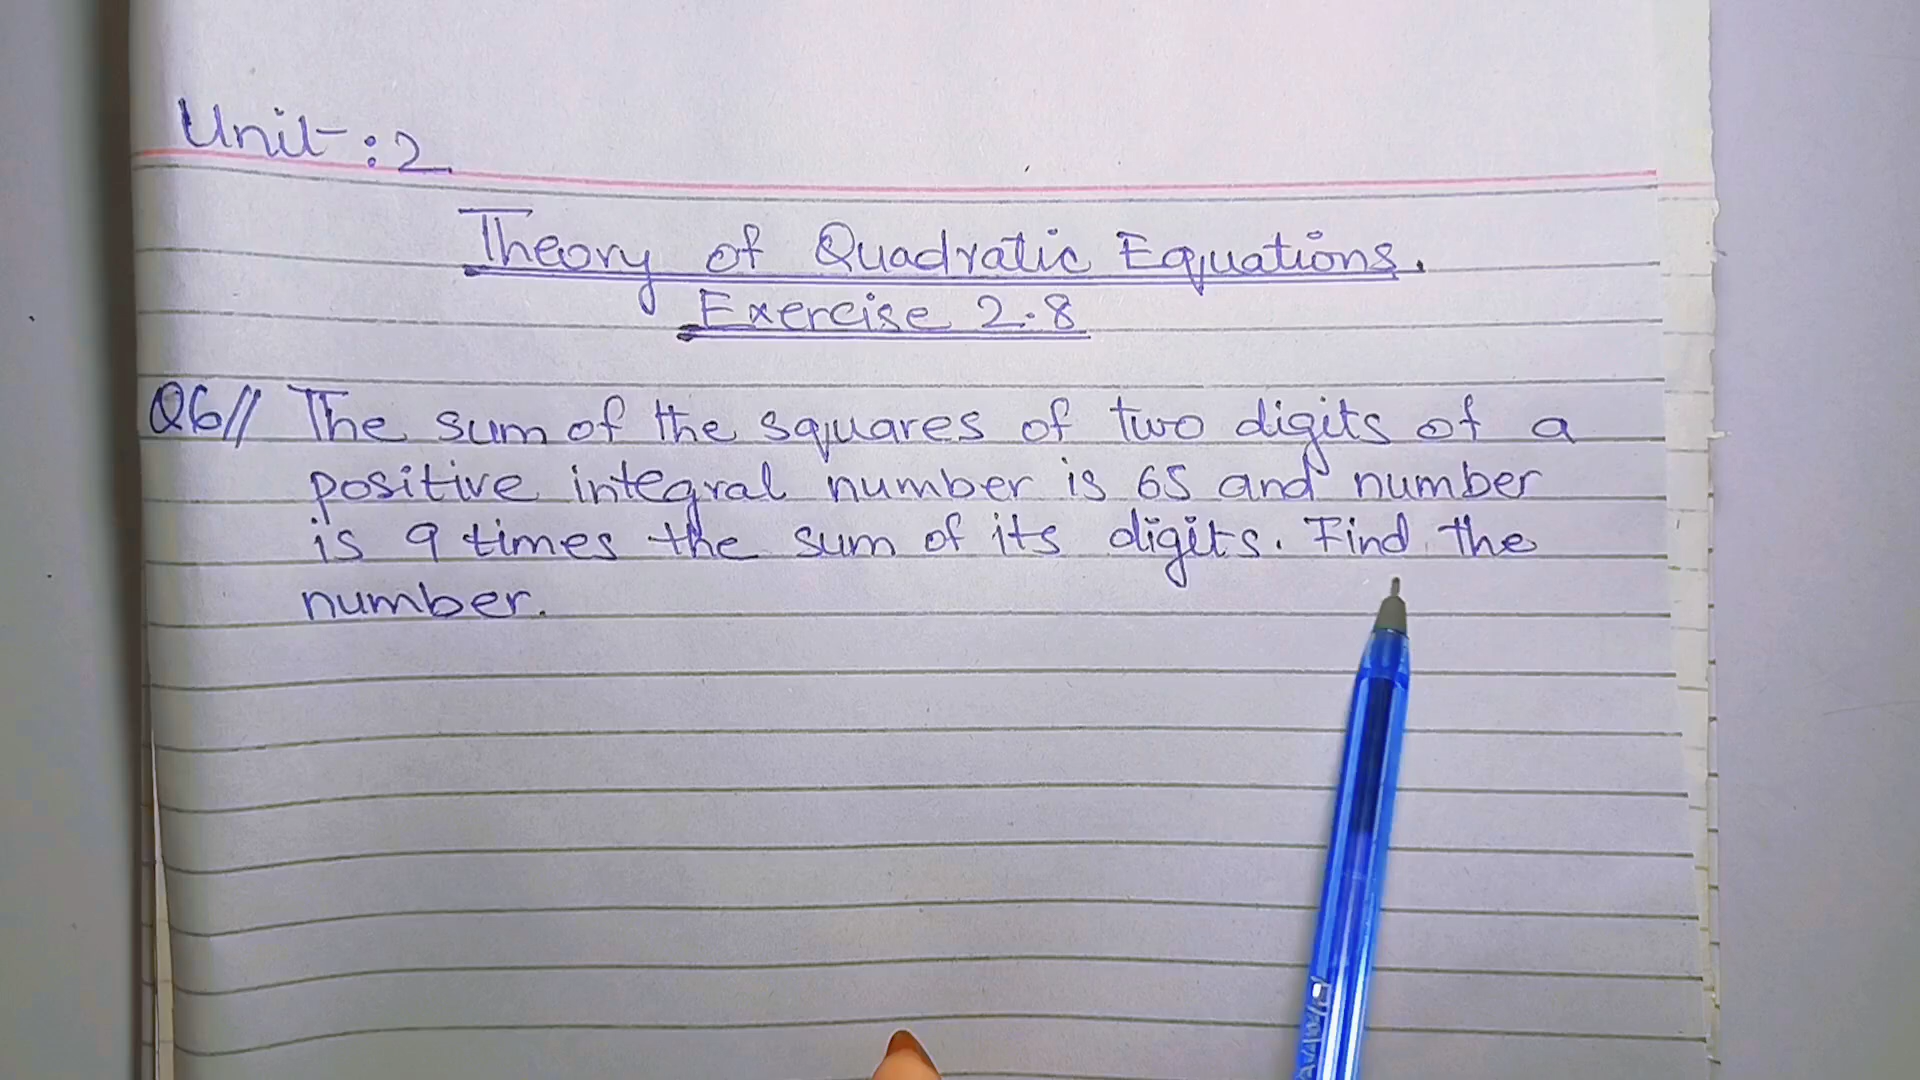 Unit:2
Theory of Quadratic Equations.
Exercise 2.8
Q6// The sum of the squares of two digits of a
positive integral number is 65 and number
is 9 times the sum of its digits. Find the
number.